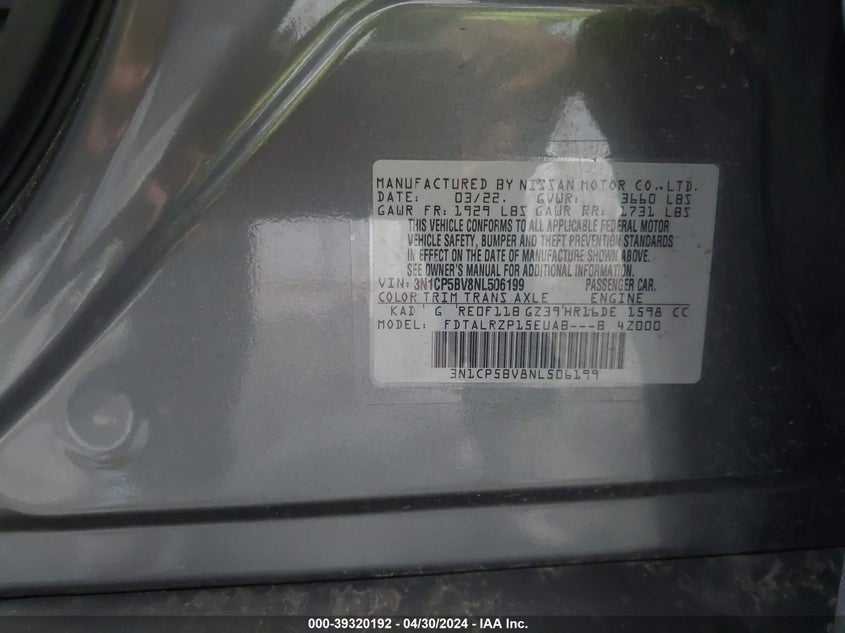 MANUFACTURED BY NISSAN MOTOR CO.,LTD.
DATE: 03/22. GVWR: 3660 LBS
GAWR FR: 1929 LBS GAWR RR: 1731 LBS
THIS VEHICLE CONFORMS TO ALL APPLICABLE FEDERAL MOTOR
VEHICLE SAFETY, BUMPER AND THEFT PREVENTION STANDARDS
IN EFFECT ON THE DATE OF MANUFACTURE SHOWN ABOVE.
SEE OWNER'S MANUAL FOR ADDITIONAL INFORMATION.
VIN: 3N1CP5BV8NL506199 PASSENGER CAR.
COLOR TRIM TRANS AXLE ENGINE
KAD G RE0F11B GZ39 HR16DE 1598 CC
MODEL: FDTALRZP15EUAB---B 4Z000
3N1CP5BV8NL506199
000-39320192 - 04/30/2024 - IAA Inc.